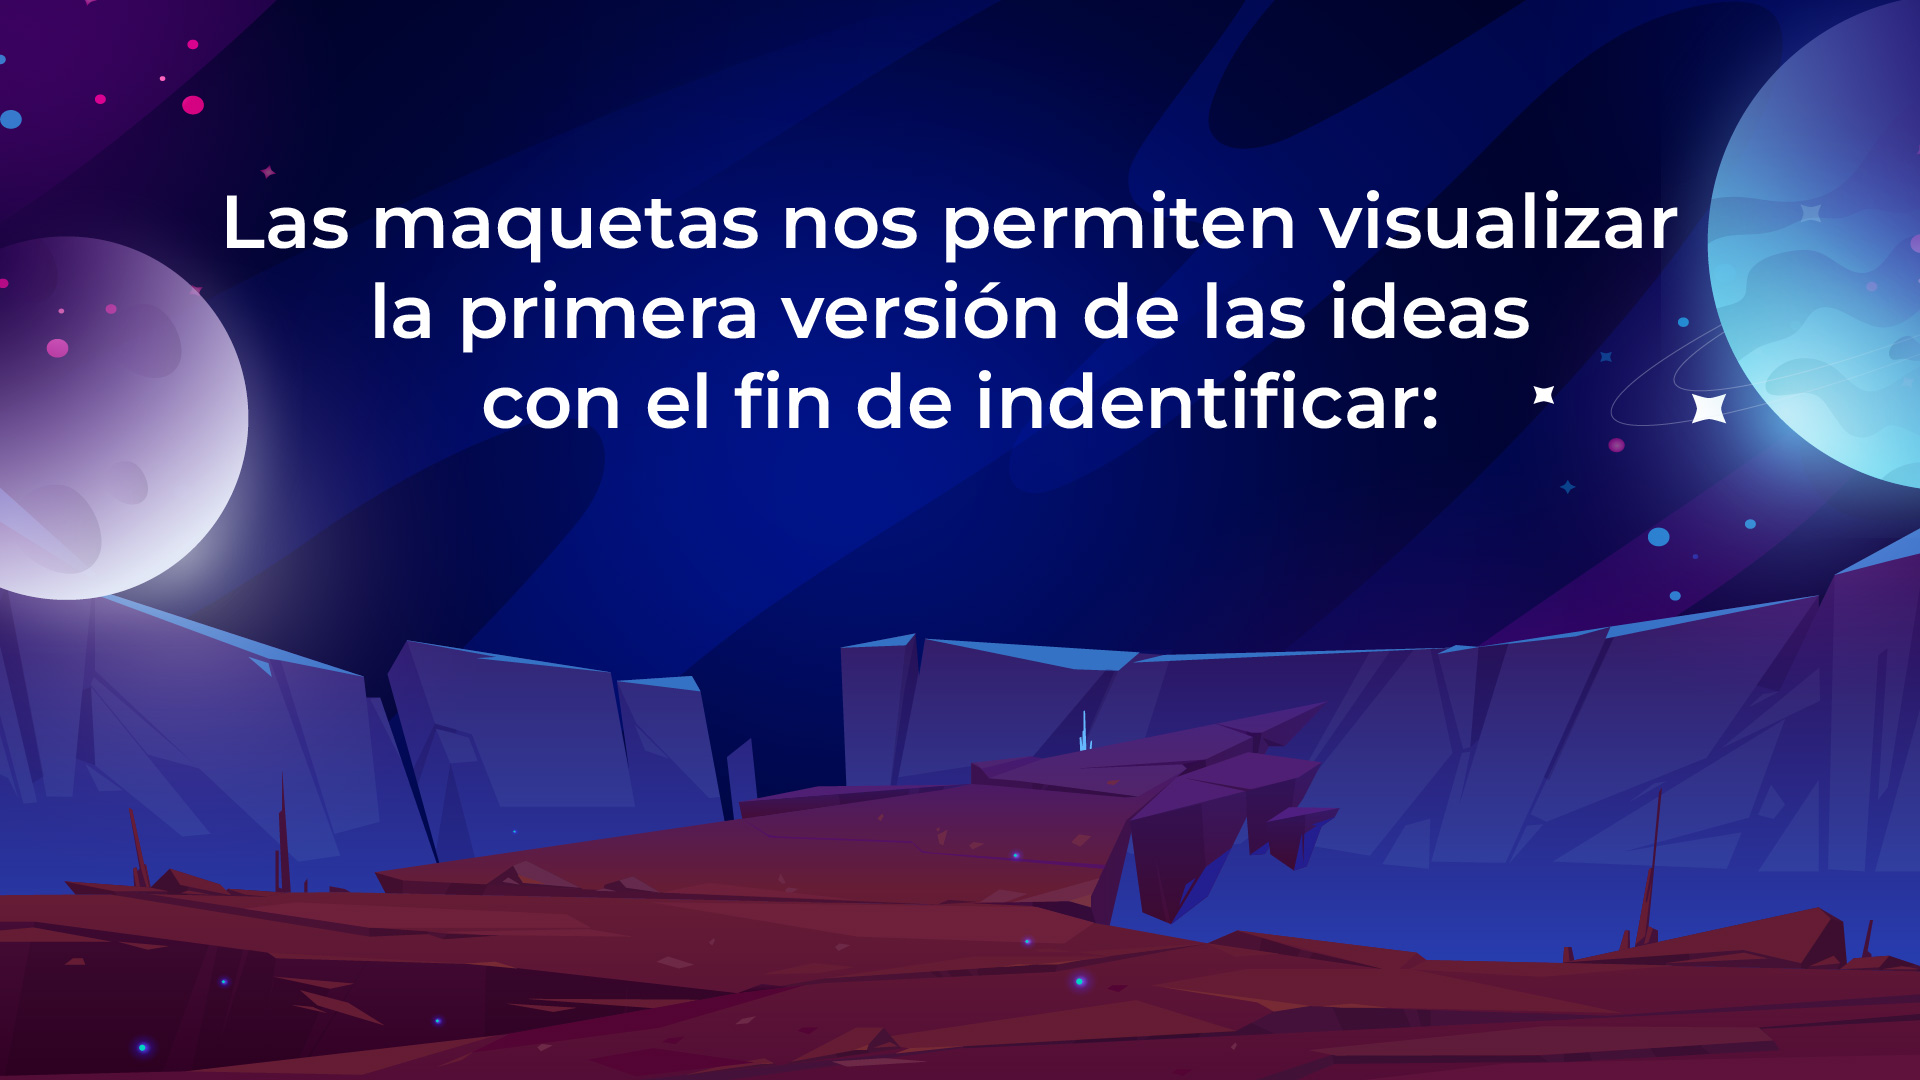 Las maquetas nos permiten visualizar
la primera versión de las ideas
con el fin de indentificar: